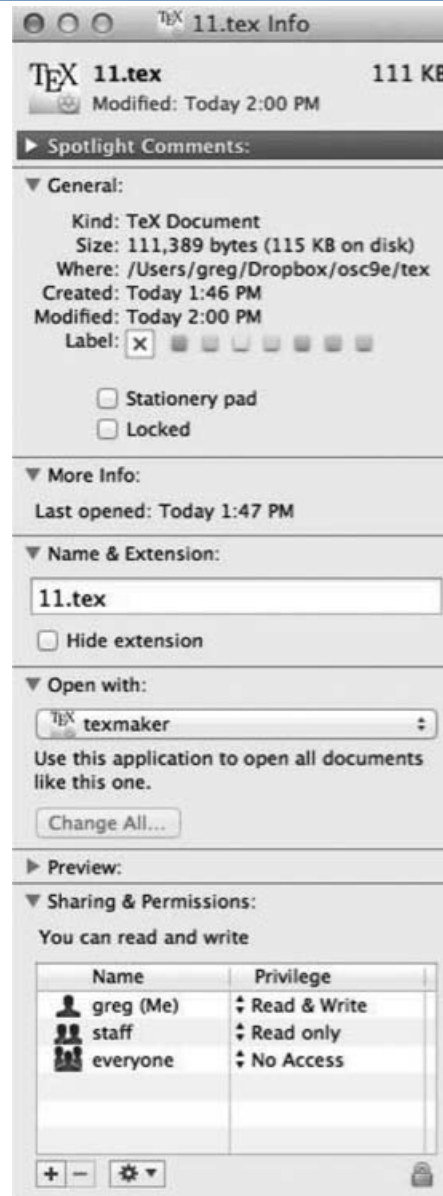 TEX 11.tex Info
TEX 11.tex 111 KB
Modified: Today 2:00 PM
Spotlight Comments:
General:
Kind: TeX Document
Size: 111,389 bytes (115 KB on disk)
Where: /Users/greg/Dropbox/osc9e/tex
Created: Today 1:46 PM
Modified: Today 2:00 PM
Label:
Stationery pad
Locked
More Info:
Last opened: Today 1:47 PM
Name & Extension:
11.tex
Hide extension
Open with:
TEX texmaker
Use this application to open all documents
like this one.
Change All...
Preview:
Sharing & Permissions:
You can read and write
Name Privilege
greg (Me) Read & Write
staff Read only
everyone No Access